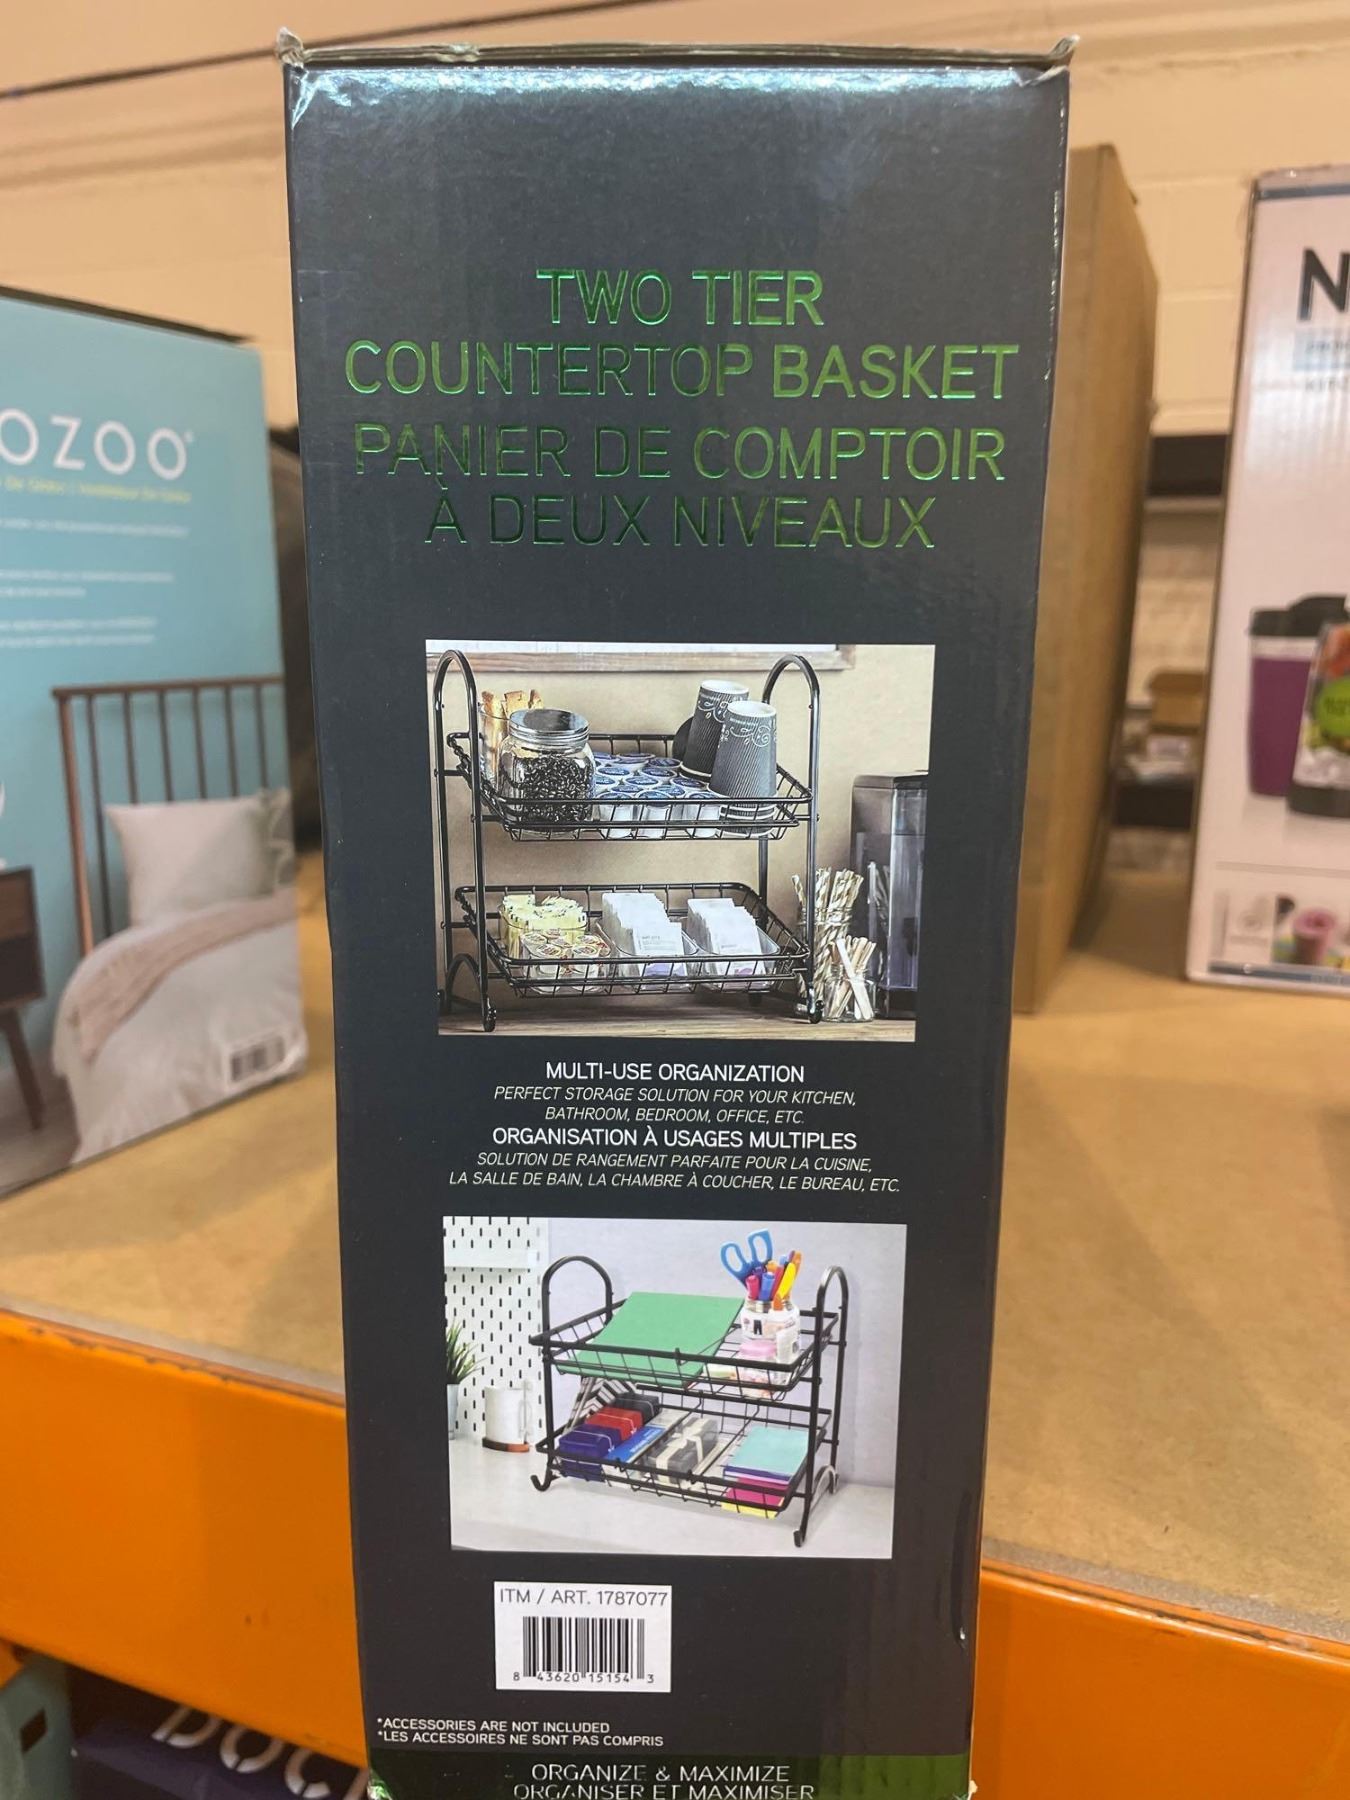 TWO TIER
COUNTERTOP BASKET
PANIER DE COMPTOIR
À DEUX NIVEAUX
OZOO
MULTI-USE ORGANIZATION
PERFECT STORAGE SOLUTION FOR YOUR KITCHEN,
BATHROOM, BEDROOM, OFFICE, ETC.
ORGANISATION À USAGES MULTIPLES
SOLUTION DE RANGEMENT PARFAITE POUR LA CUISINE,
LA SALLE DE BAIN, LA CHAMBRE À COUCHER, LE BUREAU, ETC.
ITM / ART. 1787077
8 43620 15154 3
*ACCESSORIES ARE NOT INCLUDED
*LES ACCESSOIRES NE SONT PAS COMPRIS
ORGANIZE & MAXIMIZE
ORGANISER ET MAXIMISER
N